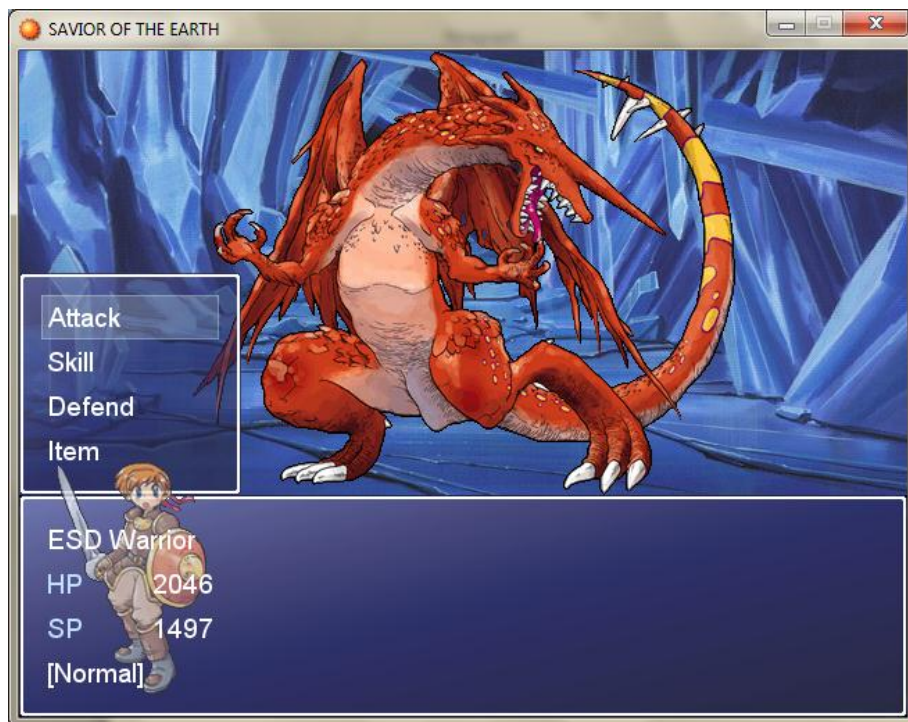 SAVIOR OF THE EARTH
Attack
Skill
Defend
Item
ESD Warrior
HP 2046
SP 1497
[Normal]